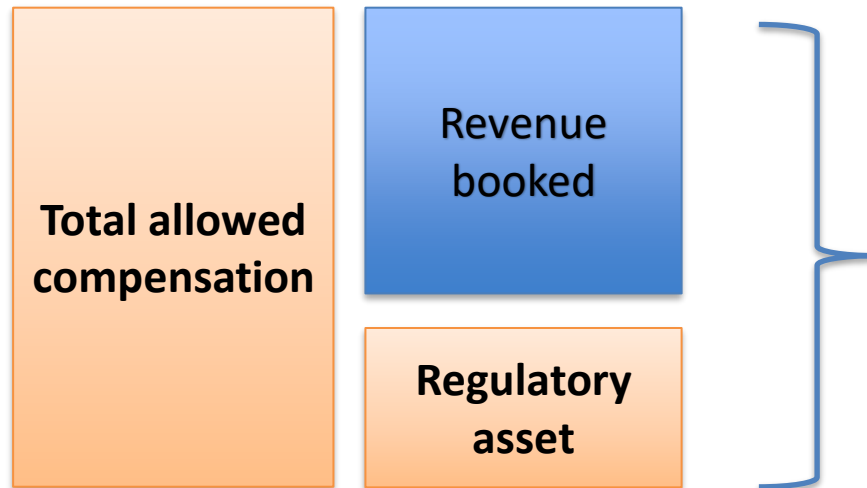 Total allowed
compensation
Revenue
booked
Regulatory
asset